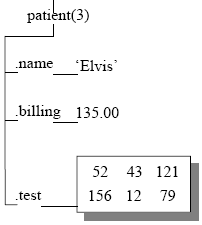 patient(3)
.name ‘Elvis’
.billing 135.00
52 43 121
.test 156 12 79